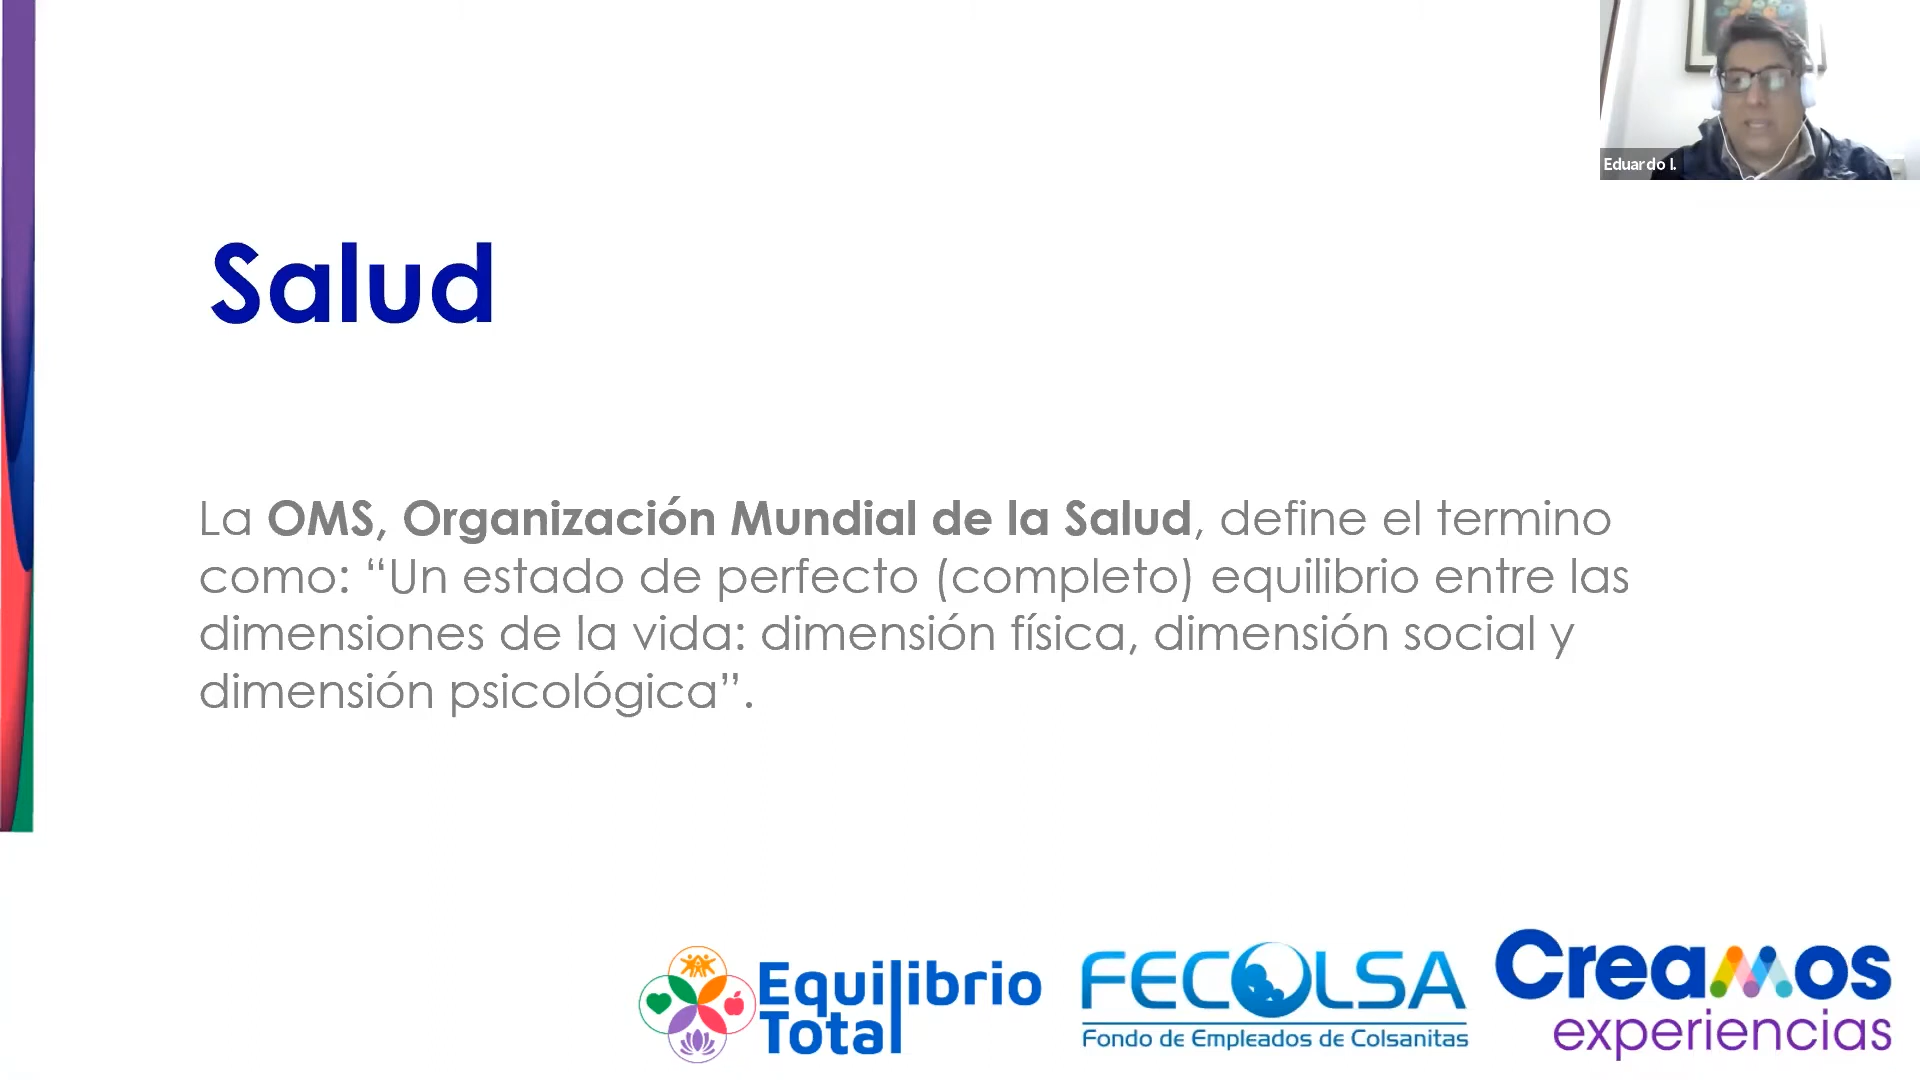 Eduardo I.
Salud
La OMS, Organización Mundial de la Salud, define el termino
como: “Un estado de perfecto (completo) equilibrio entre las
dimensiones de la vida: dimensión física, dimensión social y
dimensión psicológica”.
Equilibrio
Total
FECOLSA
Fondo de Empleados de Colsanitas
Creamos
experiencias